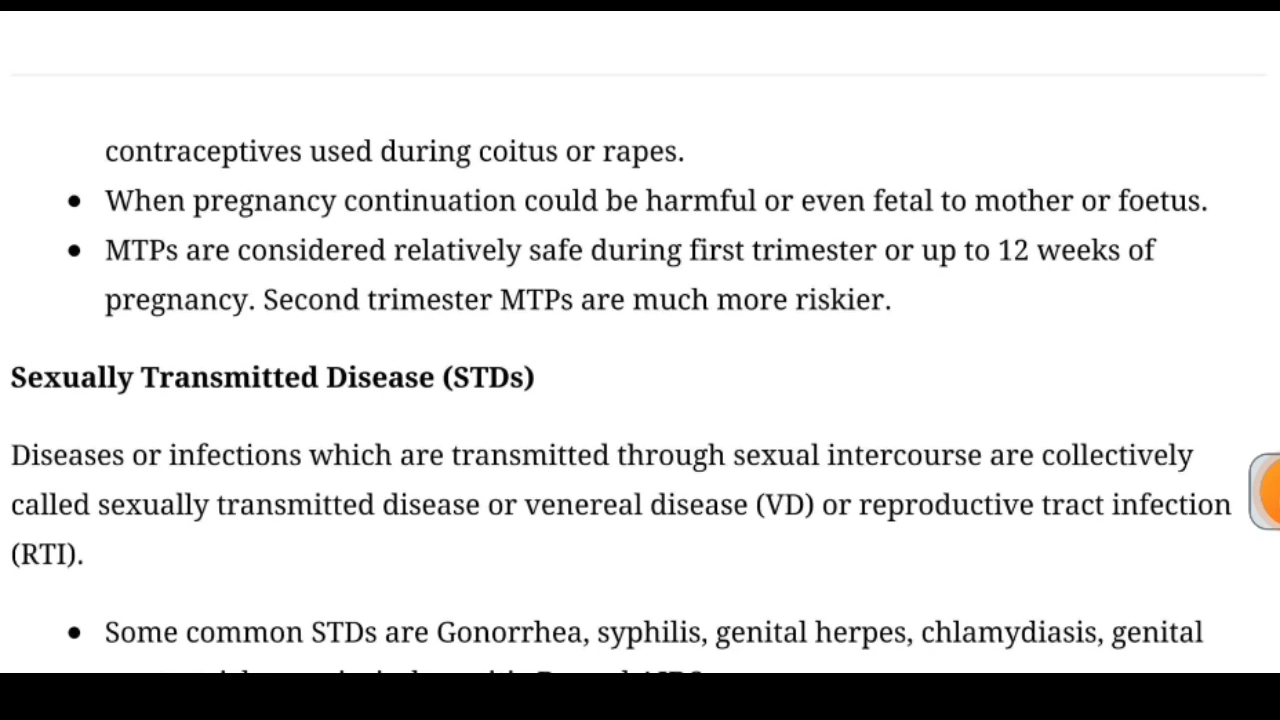 contraceptives used during coitus or rapes.
• When pregnancy continuation could be harmful or even fetal to mother or foetus.
• MTPs are considered relatively safe during first trimester or up to 12 weeks of
pregnancy. Second trimester MTPs are much more riskier.
Sexually Transmitted Disease (STDs)
Diseases or infections which are transmitted through sexual intercourse are collectively
called sexually transmitted disease or venereal disease (VD) or reproductive tract infection
(RTI).
• Some common STDs are Gonorrhea, syphilis, genital herpes, chlamydiasis, genital